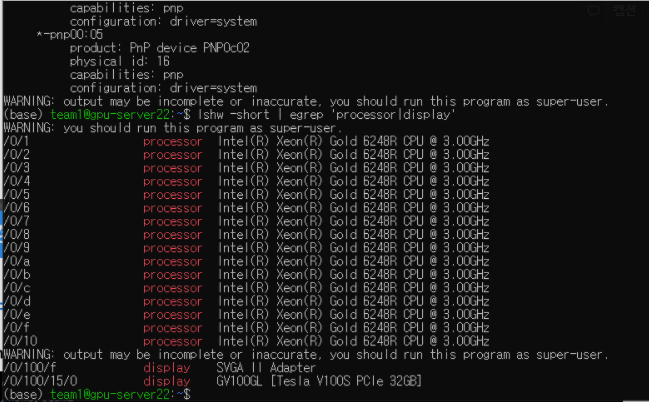 capabilities: pnp
configuration: driver=system
*-pnp00:05
product: PnP device PNP0c02
physical id: 16
capabilities: pnp
configuration: driver=system
WARNING: output may be incomplete or inaccurate, you should run this program as super-user.
(base) team1@gpu-server22:~$ lshw -short | egrep 'processor|display'
WARNING: you should run this program as super-user.
/0/1 processor Intel(R) Xeon(R) Gold 6248R CPU @ 3.00GHz
/0/2 processor Intel(R) Xeon(R) Gold 6248R CPU @ 3.00GHz
/0/3 processor Intel(R) Xeon(R) Gold 6248R CPU @ 3.00GHz
/0/4 processor Intel(R) Xeon(R) Gold 6248R CPU @ 3.00GHz
/0/5 processor Intel(R) Xeon(R) Gold 6248R CPU @ 3.00GHz
/0/6 processor Intel(R) Xeon(R) Gold 6248R CPU @ 3.00GHz
/0/7 processor Intel(R) Xeon(R) Gold 6248R CPU @ 3.00GHz
/0/8 processor Intel(R) Xeon(R) Gold 6248R CPU @ 3.00GHz
/0/9 processor Intel(R) Xeon(R) Gold 6248R CPU @ 3.00GHz
/0/a processor Intel(R) Xeon(R) Gold 6248R CPU @ 3.00GHz
/0/b processor Intel(R) Xeon(R) Gold 6248R CPU @ 3.00GHz
/0/c processor Intel(R) Xeon(R) Gold 6248R CPU @ 3.00GHz
/0/d processor Intel(R) Xeon(R) Gold 6248R CPU @ 3.00GHz
/0/e processor Intel(R) Xeon(R) Gold 6248R CPU @ 3.00GHz
/0/f processor Intel(R) Xeon(R) Gold 6248R CPU @ 3.00GHz
/0/10 processor Intel(R) Xeon(R) Gold 6248R CPU @ 3.00GHz
WARNING: output may be incomplete or inaccurate, you should run this program as super-user.
/0/100/f display SVGA II Adapter
/0/100/15/0 display GV100GL [Tesla V100S PCIe 32GB]
(base) team1@gpu-server22:~$